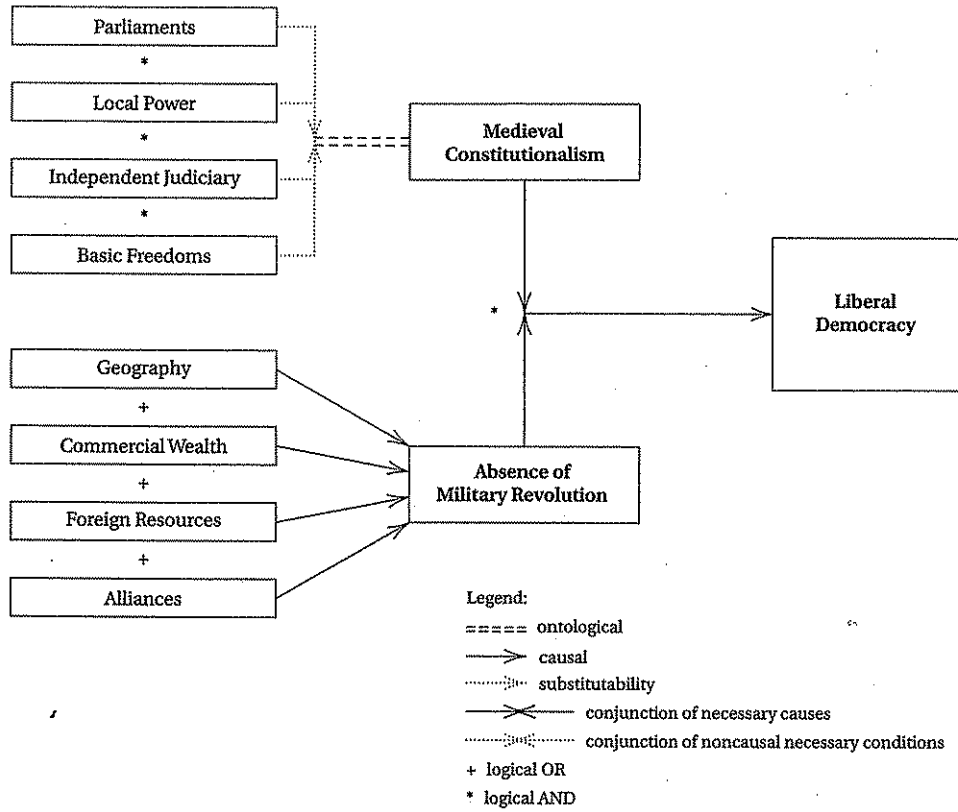 Parliaments
*
Local Power
*
Independent Judiciary
*
Basic Freedoms
Medieval
Constitutionalism
*
Liberal
Democracy
Geography
+
Commercial Wealth
+
Foreign Resources
+
Alliances
Absence of
Military Revolution
Legend:
===== ontological
causal
substitutability
conjunction of necessary causes
conjunction of noncausal necessary conditions
+ logical OR
* logical AND